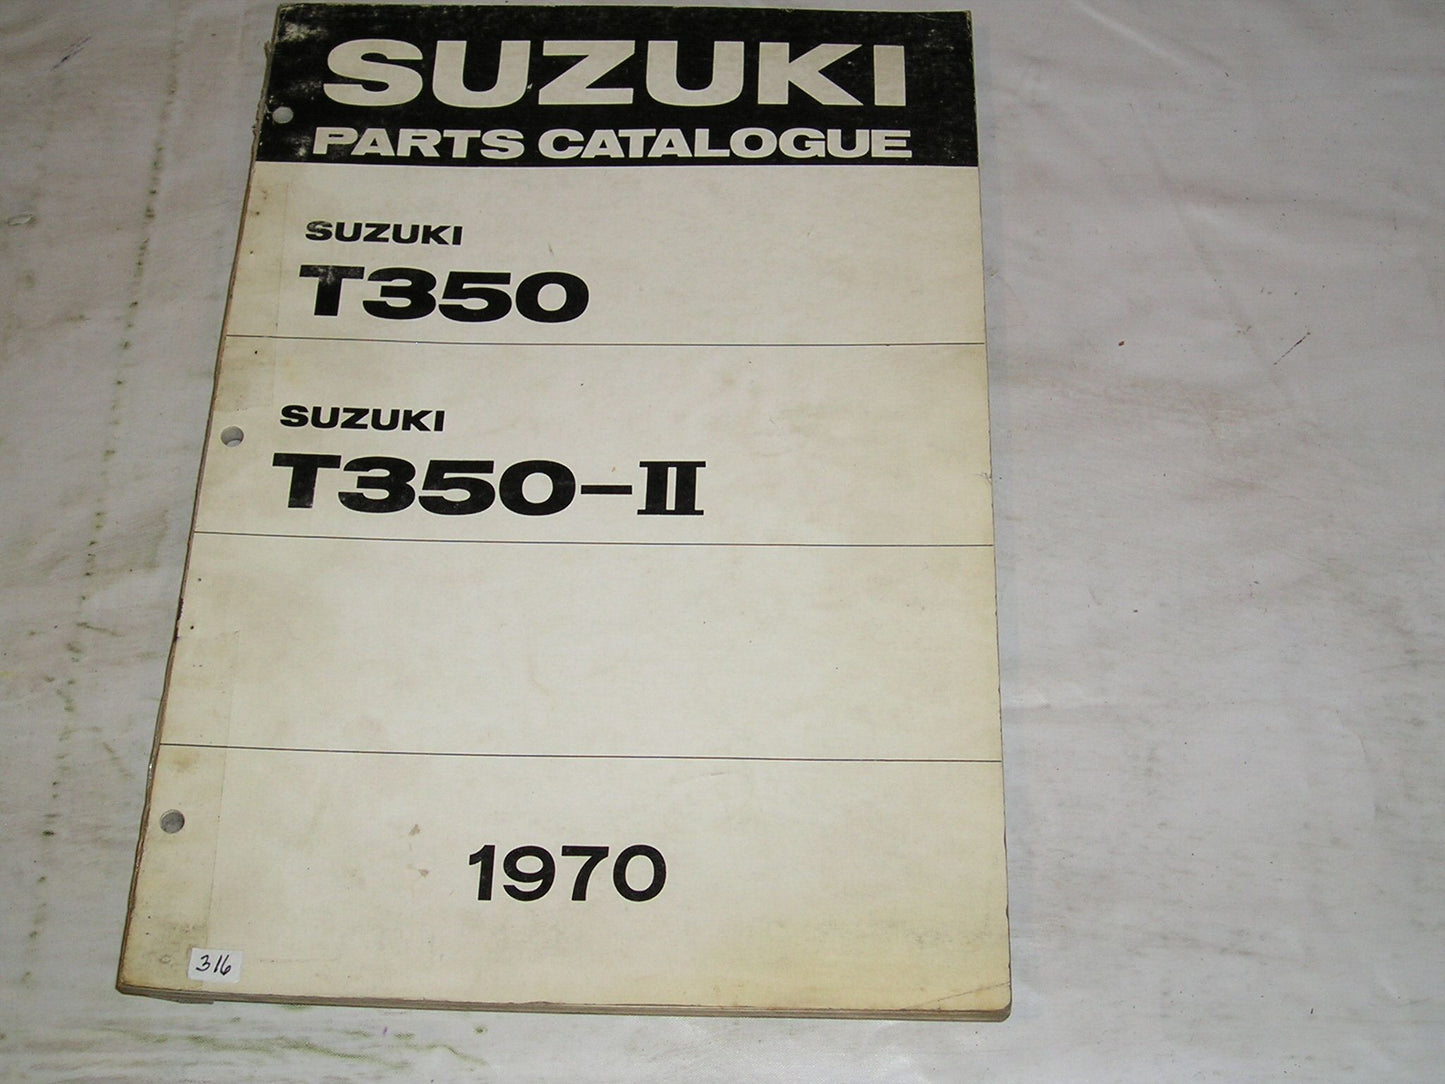 SUZUKI
PARTS CATALOGUE
SUZUKI
T350
SUZUKI
T350-II
1970
316